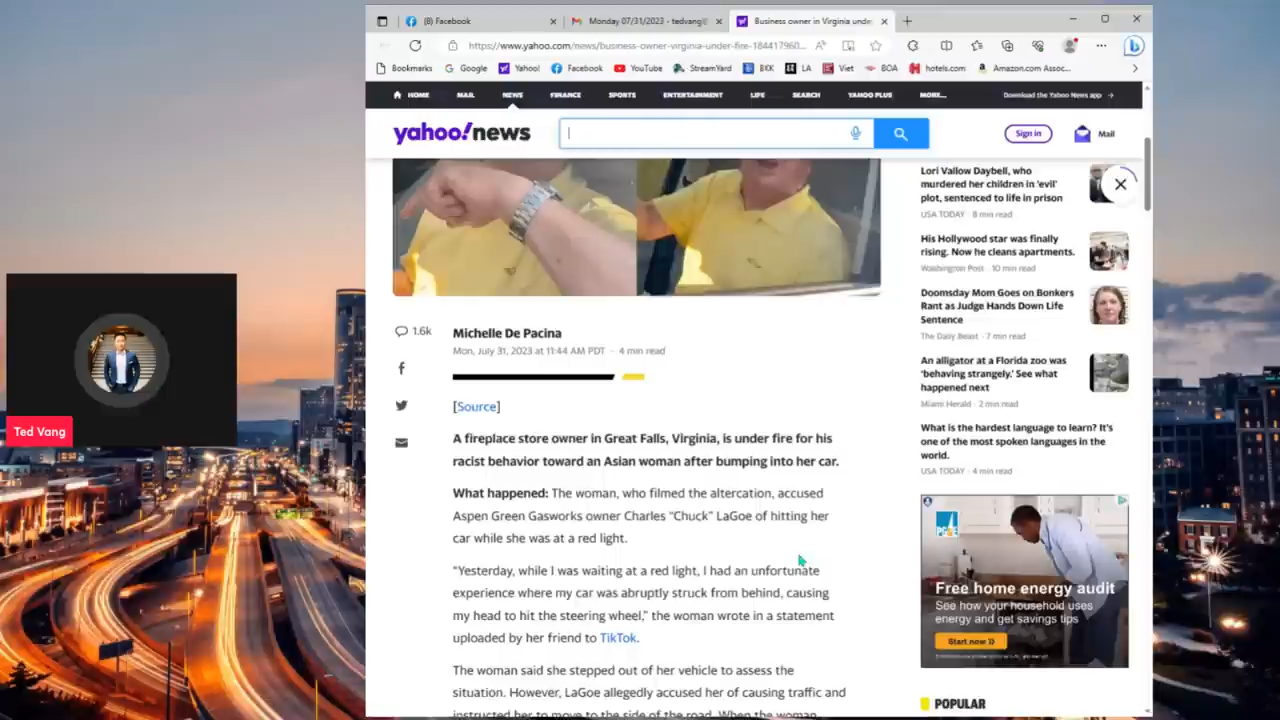 (8) Facebook
Monday 07/31/2023 - tedvang@
Business owner in Virginia unde
https://www.yahoo.com/news/business-owner-virginia-under-fire-184417960...
Bookmarks
Google
Yahoo!
Facebook
YouTube
StreamYard
BXK
LA
Viet
BOA
hotels.com
Amazon.com Assoc...
HOME
MAIL
NEWS
FINANCE
SPORTS
ENTERTAINMENT
LIFE
SEARCH
YAHOO PLUS
MORE...
Download the Yahoo News app →
yahoo!news
Sign in
Mail
Lori Vallow Daybell, who
murdered her children in 'evil'
plot, sentenced to life in prison
USA TODAY · 8 min read
His Hollywood star was finally
rising. Now he cleans apartments.
Washington Post · 10 min read
Doomsday Mom Goes on Bonkers
Rant as Judge Hands Down Life
Sentence
The Daily Beast · 7 min read
An alligator at a Florida zoo was
'behaving strangely.' See what
happened next
Miami Herald · 2 min read
What is the hardest language to learn? It's
one of the most spoken languages in the
world.
USA TODAY · 4 min read
1.6k
Michelle De Pacina
Mon, July 31, 2023 at 11:44 AM PDT · 4 min read
[Source]
A fireplace store owner in Great Falls, Virginia, is under fire for his
racist behavior toward an Asian woman after bumping into her car.
What happened: The woman, who filmed the altercation, accused
Aspen Green Gasworks owner Charles "Chuck" LaGoe of hitting her
car while she was at a red light.
"Yesterday, while I was waiting at a red light, I had an unfortunate
experience where my car was abruptly struck from behind, causing
my head to hit the steering wheel," the woman wrote in a statement
uploaded by her friend to TikTok.
The woman said she stepped out of her vehicle to assess the
situation. However, LaGoe allegedly accused her of causing traffic and
instructed her to move to the side of the road. When the woman
Free home energy audit
See how your household uses
energy and get savings tips
Start now
POPULAR
Ted Vang